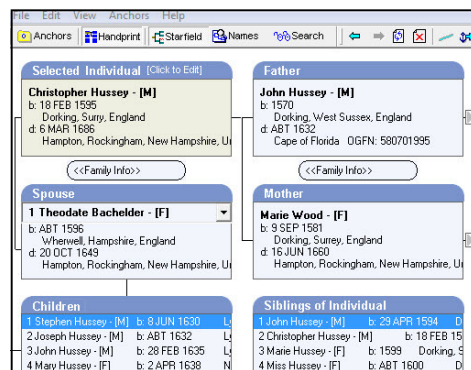 File Edit View Anchors Help
Anchors Handprint Starfield Names Search
Selected Individual [Click to Edit]
Christopher Hussey - [M]
b: 18 FEB 1595
Dorking, Surry, England
d: 6 MAR 1686
Hampton, Rockingham, New Hampshire, Ur
<<Family Info>>
Spouse
1 Theodate Bachelder - [F]
b: ABT 1596
Wherwell, Hampshire, England
d: 20 OCT 1649
Hampton, Rockingham, New Hampshire, Ur
Children
1 Stephen Hussey - [M] b: 8 JUN 1630 Ly
2 Joseph Hussey - [M] b: ABT 1632 Ly
3 John Hussey - [M] b: 28 FEB 1635 Ly
4 Mary Hussey - [F] b: 2 APR 1638 N
Father
John Hussey - [M]
b: 1570
Dorking, West Sussex, England
d: ABT 1632
Cape of Florida OGFN: 580701995
<<Family Info>>
Mother
Marie Wood - [F]
b: 9 SEP 1581
Dorking, Surrey, England
d: 16 JUN 1660
Hampton, Rockingham, New Hampshire, Ur
Siblings of Individual
1 John Hussey - [M] b: 29 APR 1594 D
2 Christopher Hussey - [M] b: 18 FEB 15
3 Marie Hussey - [F] b: 1599 Dorking, S
4 Miss Hussey - [F] b: ABT 1600 D